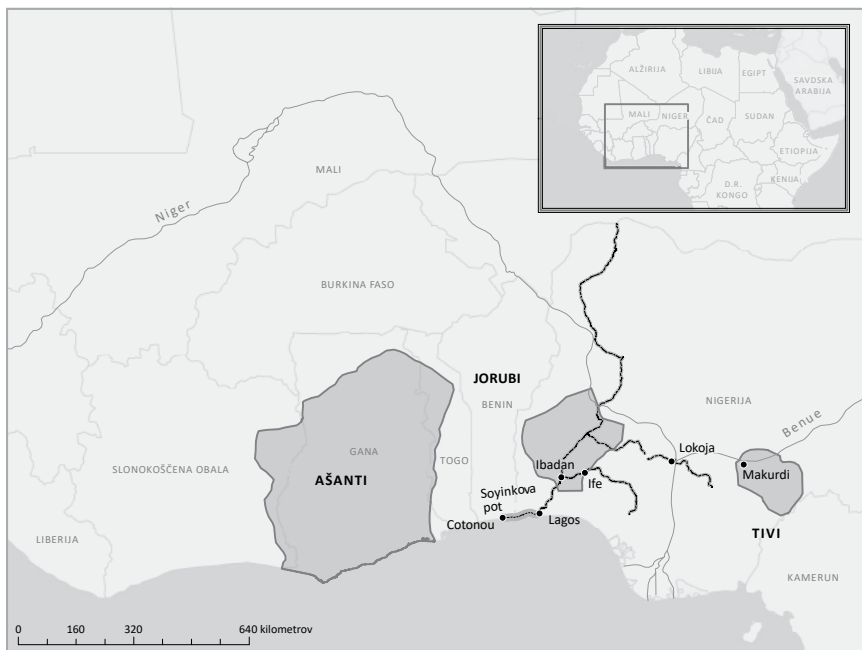 ALŽIRIJA
LIBIJA
EGIPT
SAVDSKA
ARABIJA
MALI
NIGER
ČAD
SUDAN
ETIOPIJA
KENIJA
D.R.
KONGO
MALI
Niger
BURKINA FASO
JORUBI
BENIN
NIGERIJA
Benue
GANA
TOGO
SLONOKOŠČENA OBALA
AŠANTI
Lokoja
Ibadan
Makurdi
Ife
Soyinkova
pot
Cotonou
Lagos
LIBERIJA
TIVI
KAMERUN
0 160 320 640 kilometrov